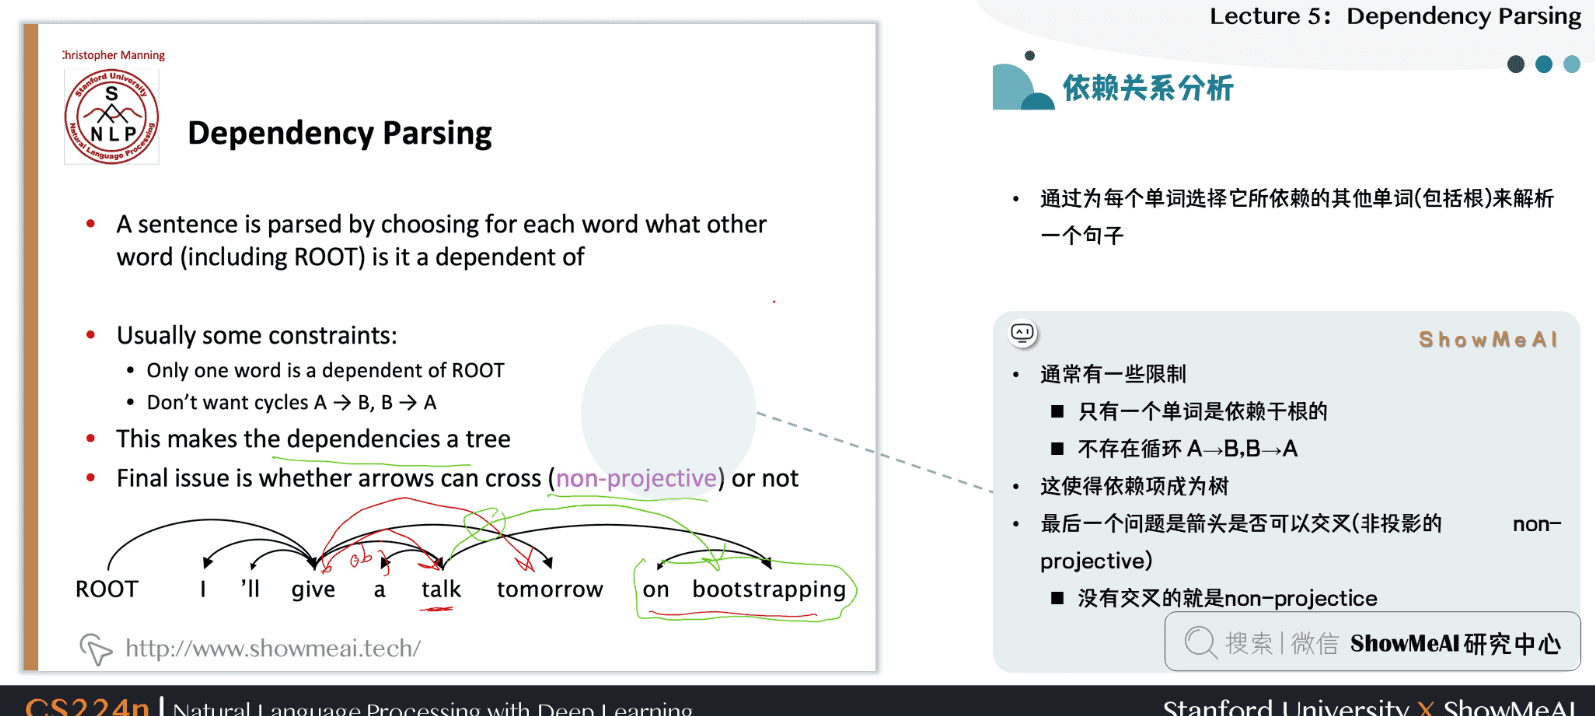 Lecture 5: Dependency Parsing
Christopher Manning
Stanford University
S
NLP
Natural Language Processing
Dependency Parsing
• A sentence is parsed by choosing for each word what other
word (including ROOT) is it a dependent of
• Usually some constraints:
• Only one word is a dependent of ROOT
• Don't want cycles A → B, B → A
• This makes the dependencies a tree
• Final issue is whether arrows can cross (non-projective) or not
obj
ROOT I 'll give a talk tomorrow on bootstrapping
http://www.showmeai.tech/
依赖关系分析
• 通过为每个单词选择它所依赖的其他单词(包括根)来解析
一个句子
ShowMeAI
• 通常有一些限制
■ 只有一个单词是依赖于根的
■ 不存在循环 A→B,B→A
• 这使得依赖项成为树
• 最后一个问题是箭头是否可以交叉(非投影的 non-
projective)
■ 没有交叉的就是non-projectice
搜索|微信 ShowMeAI 研究中心
CS224n | Natural Language Processing with Deep Learning
Stanford University X ShowMeAI